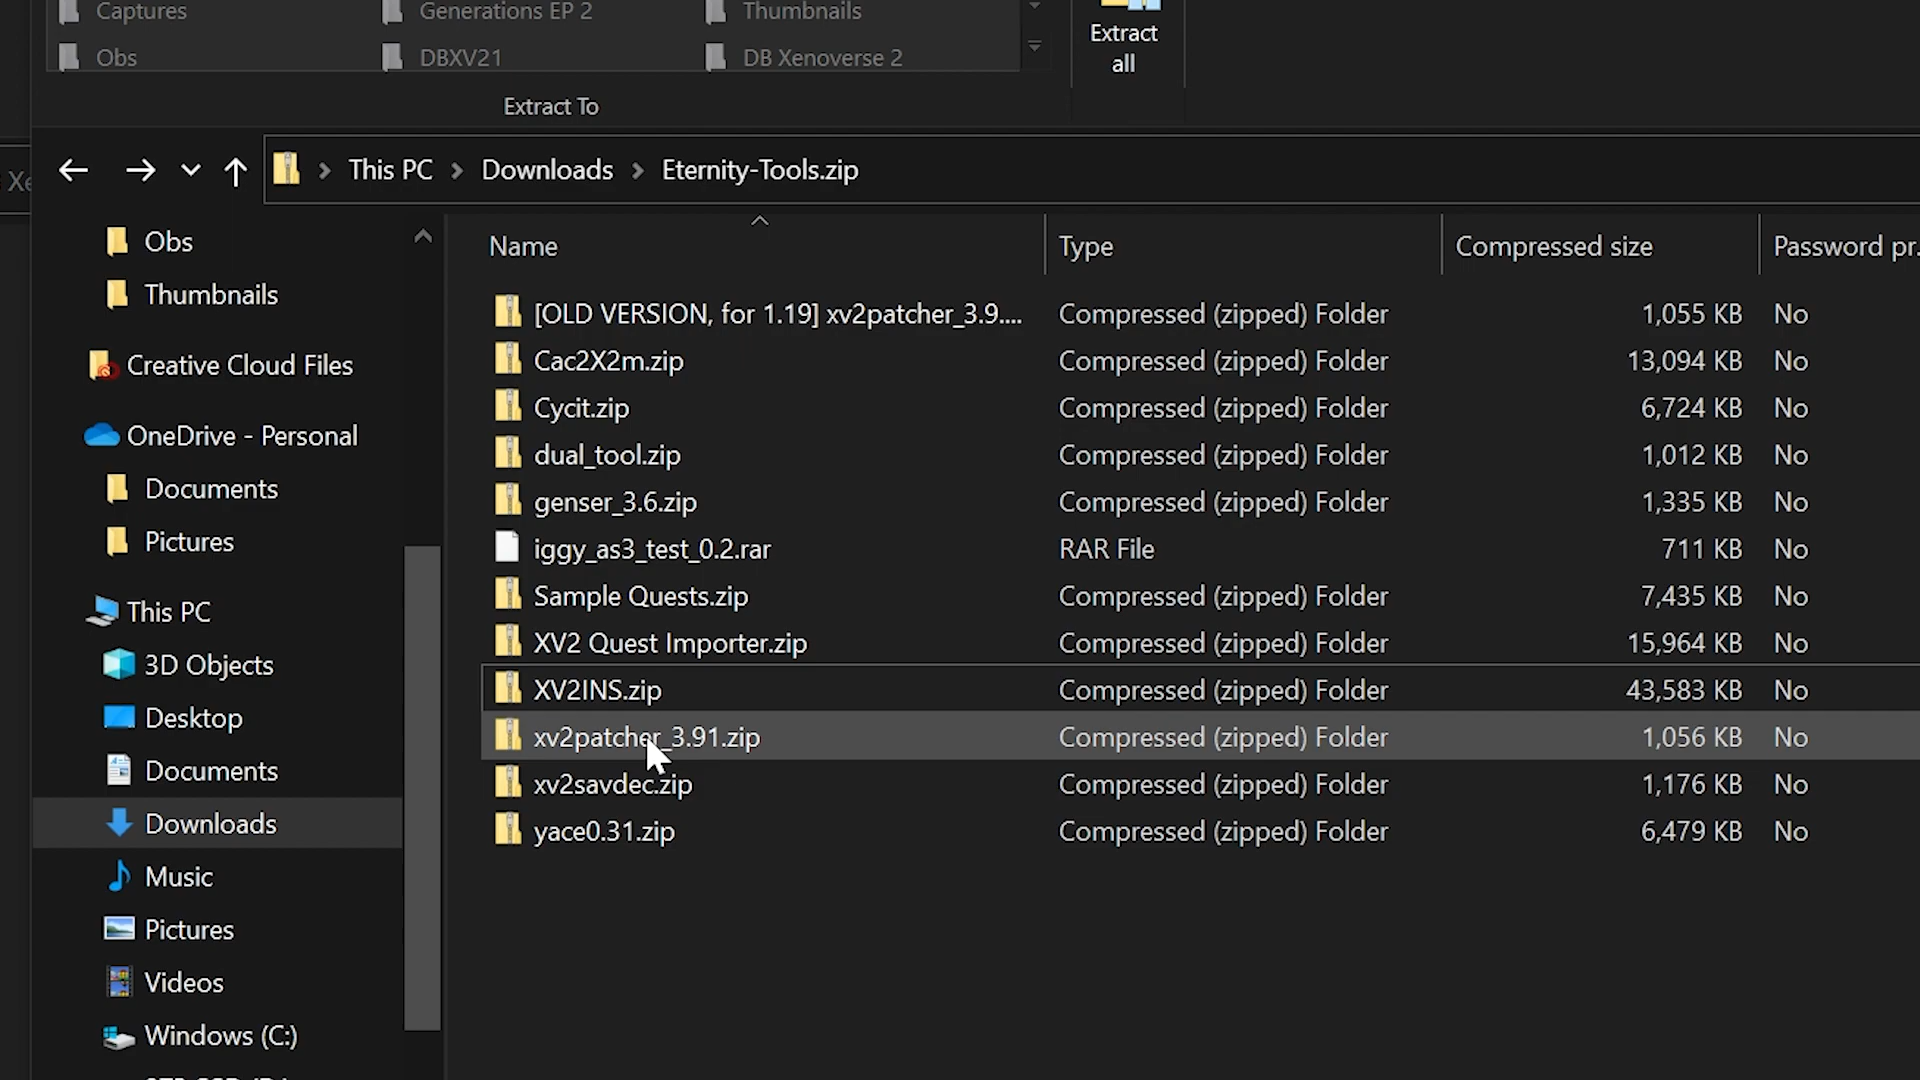 Captures Generations EP 2 Thumbnails
Obs DBXV21 DB Xenoverse 2
Extract
all
Extract To
Xe
This PC Downloads Eternity-Tools.zip
Obs
Thumbnails
Creative Cloud Files
OneDrive - Personal
Documents
Pictures
This PC
3D Objects
Desktop
Documents
Downloads
Music
Pictures
Videos
Windows (C:)
Name Type Compressed size Password pr...
[OLD VERSION, for 1.19] xv2patcher_3.9.... Compressed (zipped) Folder 1,055 KB No
Cac2X2m.zip Compressed (zipped) Folder 13,094 KB No
Cycit.zip Compressed (zipped) Folder 6,724 KB No
dual_tool.zip Compressed (zipped) Folder 1,012 KB No
genser_3.6.zip Compressed (zipped) Folder 1,335 KB No
iggy_as3_test_0.2.rar RAR File 711 KB No
Sample Quests.zip Compressed (zipped) Folder 7,435 KB No
XV2 Quest Importer.zip Compressed (zipped) Folder 15,964 KB No
XV2INS.zip Compressed (zipped) Folder 43,583 KB No
xv2patcher_3.91.zip Compressed (zipped) Folder 1,056 KB No
xv2savdec.zip Compressed (zipped) Folder 1,176 KB No
yace0.31.zip Compressed (zipped) Folder 6,479 KB No